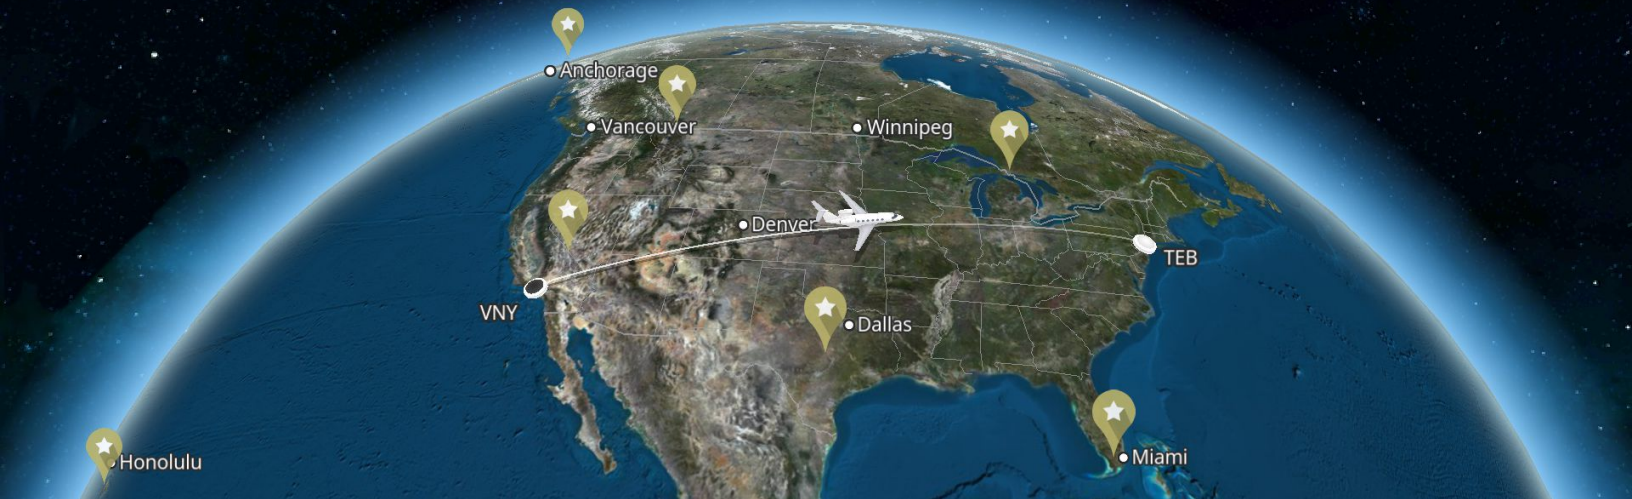 Anchorage
Vancouver
Winnipeg
Denver
TEB
VNY
Dallas
Miami
Honolulu